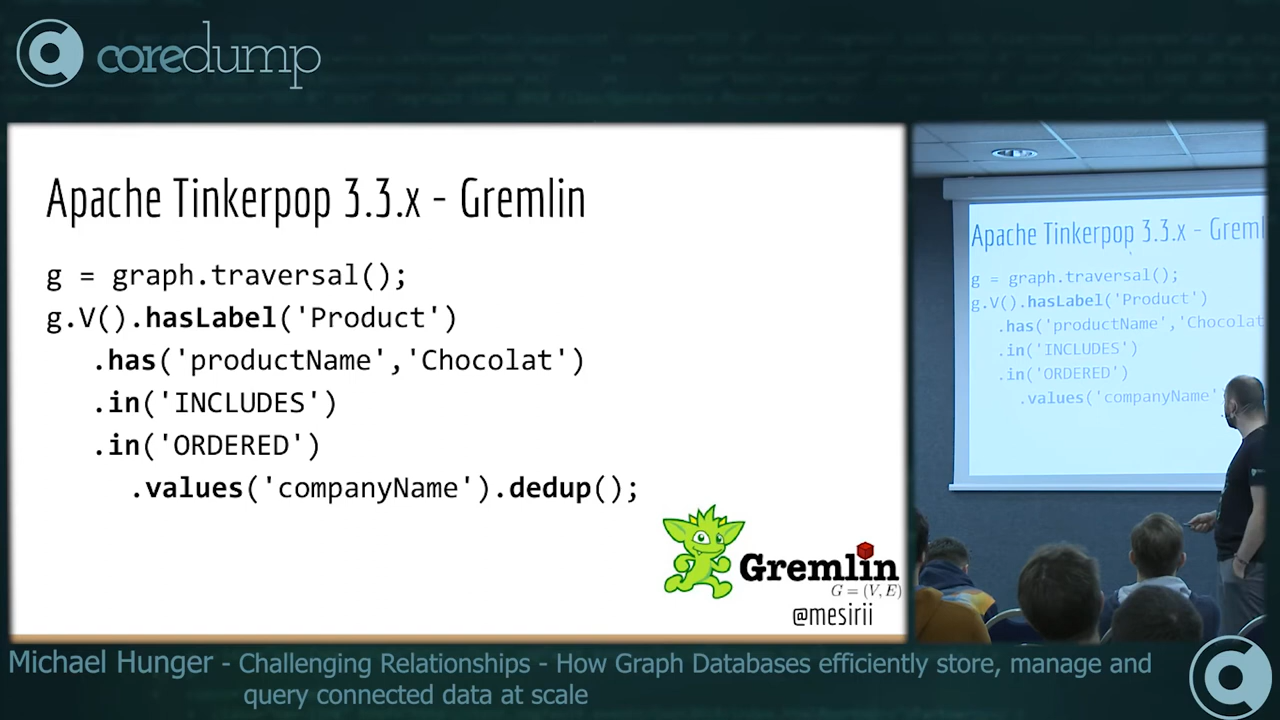 coredump
Apache Tinkerpop 3.3.x - Gremlin
g = graph.traversal();
g.V().hasLabel('Product')
.has('productName','Chocolat')
.in('INCLUDES')
.in('ORDERED')
.values('companyName').dedup();
Gremlin
G = (V, E)
@mesirii
Apache Tinkerpop 3.3.x - Greml
g = graph.traversal();
g.V().hasLabel('Product')
.has('productName','Chocolat
.in('INCLUDES')
.in('ORDERED')
.values('companyName'
Michael Hunger - Challenging Relationships - How Graph Databases efficiently store, manage and
query connected data at scale